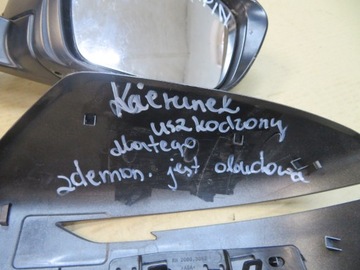 Kierunek
uszkodzony
dlatego
zdemon. jest obudowa